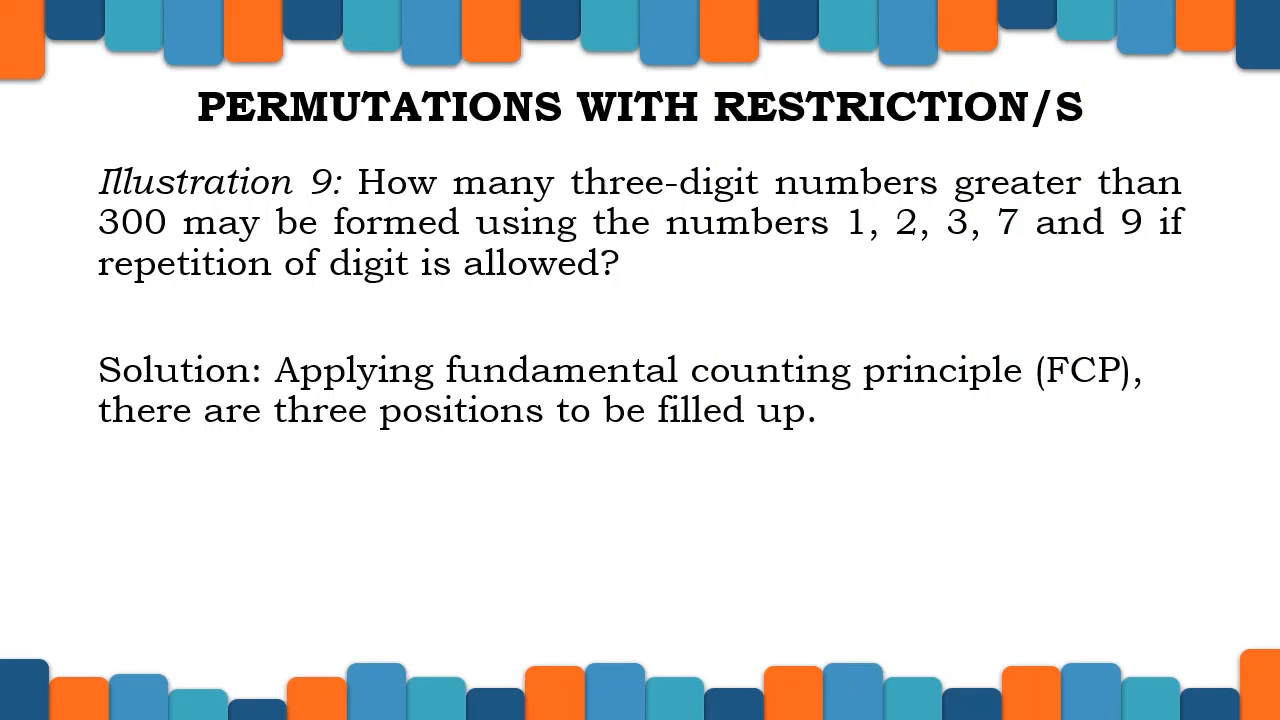 PERMUTATIONS WITH RESTRICTION/S
Illustration 9: How many three-digit numbers greater than
300 may be formed using the numbers 1, 2, 3, 7 and 9 if
repetition of digit is allowed?
Solution: Applying fundamental counting principle (FCP),
there are three positions to be filled up.